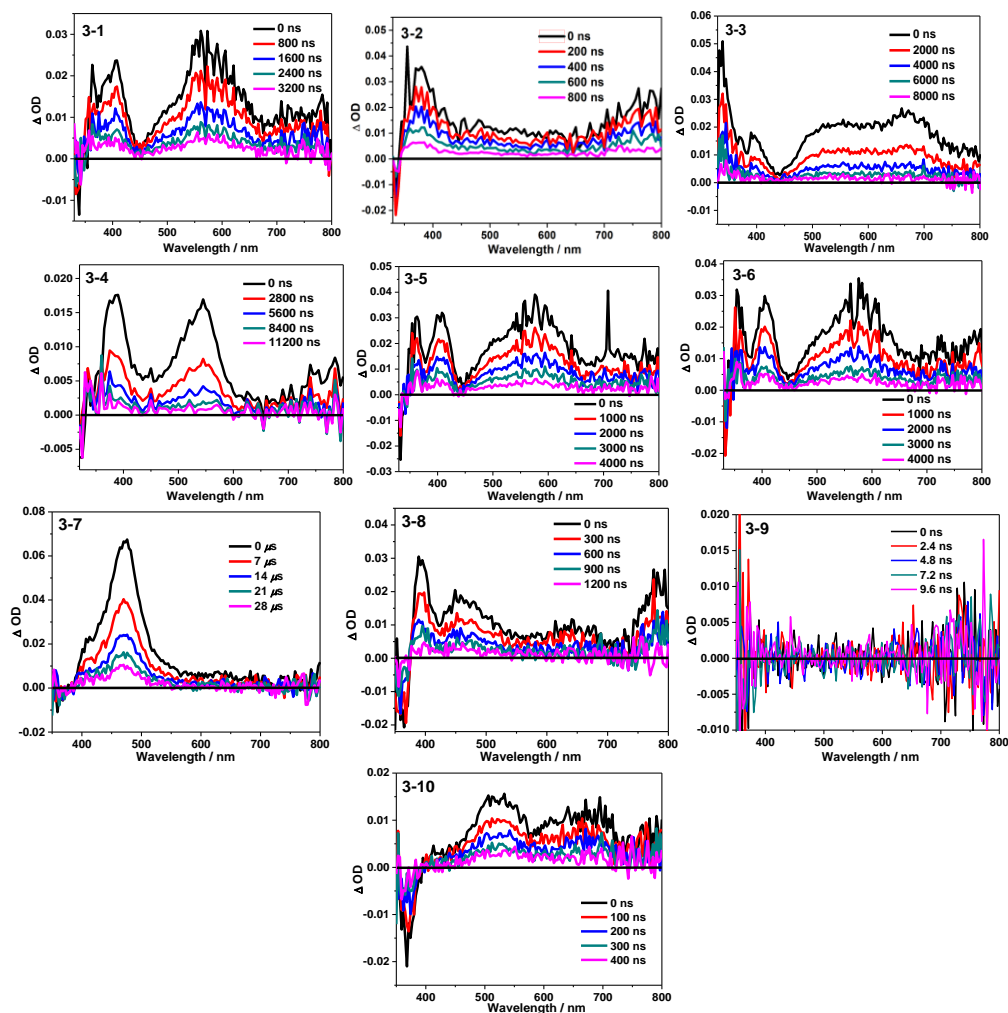 3-1
0 ns
800 ns
1600 ns
2400 ns
3200 ns
0.03
0.02
0.01
0.00
-0.01
Δ OD
400 500 600 700 800
Wavelength / nm
3-2
0 ns
200 ns
400 ns
600 ns
800 ns
0.05
0.04
0.03
0.02
0.01
0.00
-0.01
-0.02
Δ OD
400 500 600 700 800
Wavelength / nm
3-3
0 ns
2000 ns
4000 ns
6000 ns
8000 ns
0.06
0.05
0.04
0.03
0.02
0.01
0.00
-0.01
Δ OD
400 500 600 700 800
Wavelength / nm
3-4
0 ns
2800 ns
5600 ns
8400 ns
11200 ns
0.020
0.015
0.010
0.005
0.000
-0.005
Δ OD
400 500 600 700 800
Wavelength / nm
3-5
0.05
0.04
0.03
0.02
0.01
0.00
-0.01
-0.02
-0.03
Δ OD
0 ns
1000 ns
2000 ns
3000 ns
4000 ns
400 500 600 700 800
Wavelength / nm
3-6
0.04
0.03
0.02
0.01
0.00
-0.01
-0.02
Δ OD
0 ns
1000 ns
2000 ns
3000 ns
4000 ns
400 500 600 700 800
Wavelength / nm
3-7
0 μs
7 μs
14 μs
21 μs
28 μs
0.08
0.06
0.04
0.02
0.00
-0.02
Δ OD
400 500 600 700 800
Wavelength / nm
3-8
0 ns
300 ns
600 ns
900 ns
1200 ns
0.04
0.03
0.02
0.01
0.00
-0.01
-0.02
Δ OD
400 500 600 700 800
Wavelength / nm
3-9
0 ns
2.4 ns
4.8 ns
7.2 ns
9.6 ns
0.020
0.015
0.010
0.005
0.000
-0.005
-0.010
Δ OD
400 500 600 700 800
Wavelength / nm
3-10
0.02
0.01
0.00
-0.01
-0.02
Δ OD
0 ns
100 ns
200 ns
300 ns
400 ns
400 500 600 700 800
Wavelength / nm